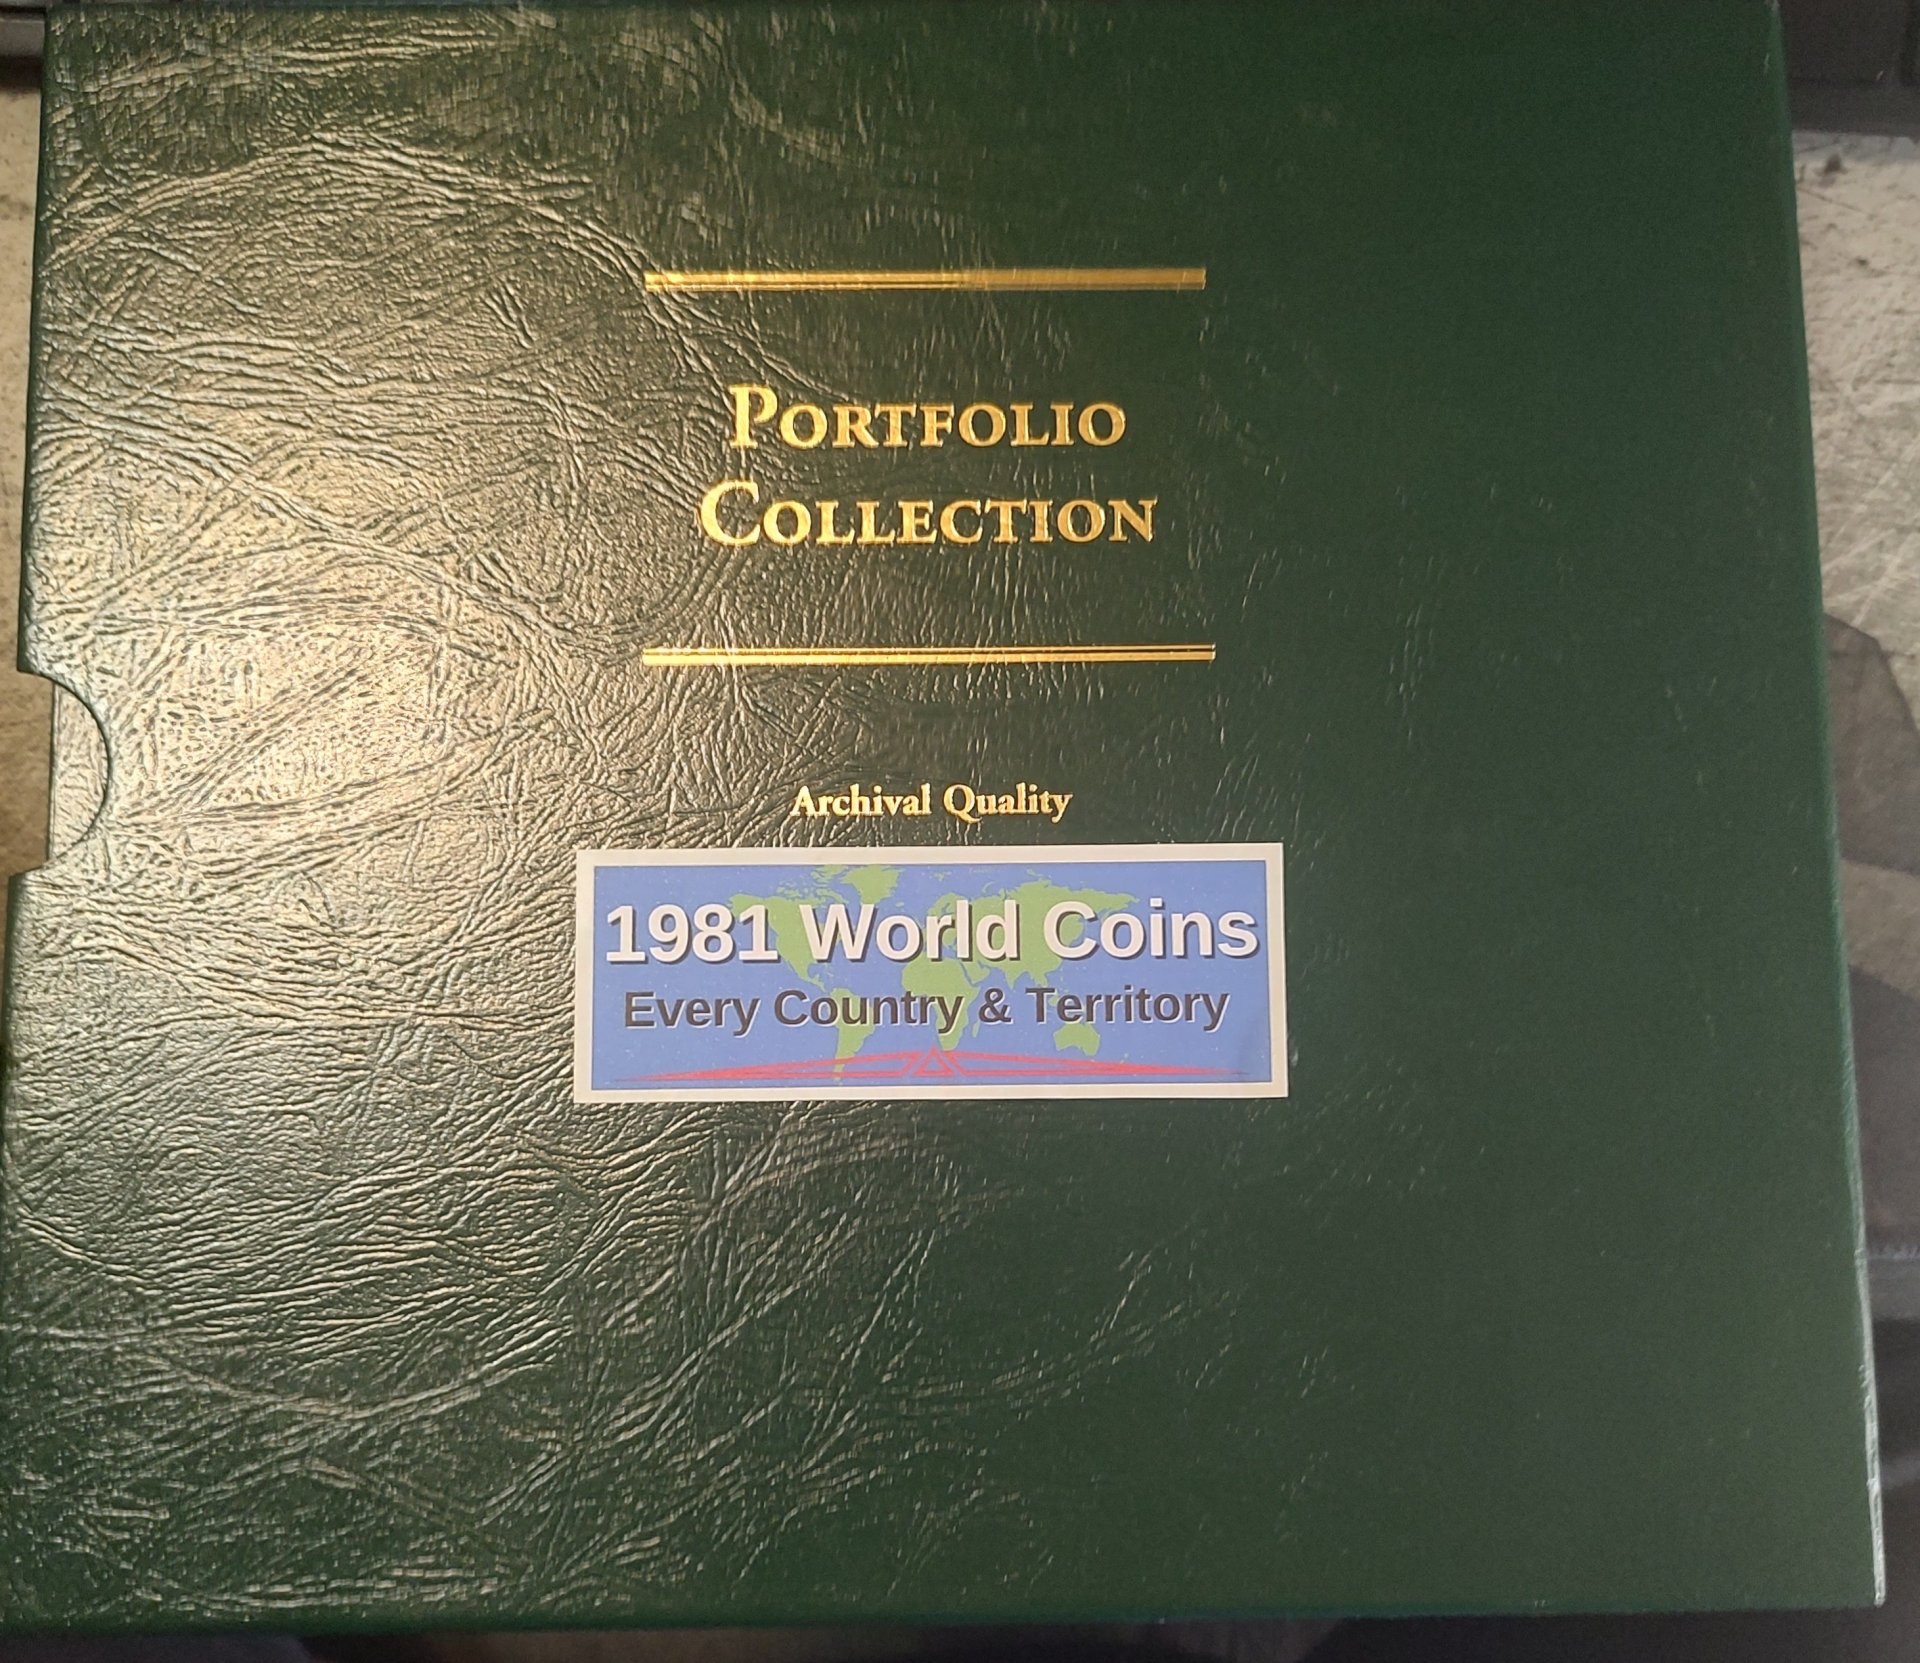 Portfolio
Collection
Archival Quality
1981 World Coins
Every Country & Territory